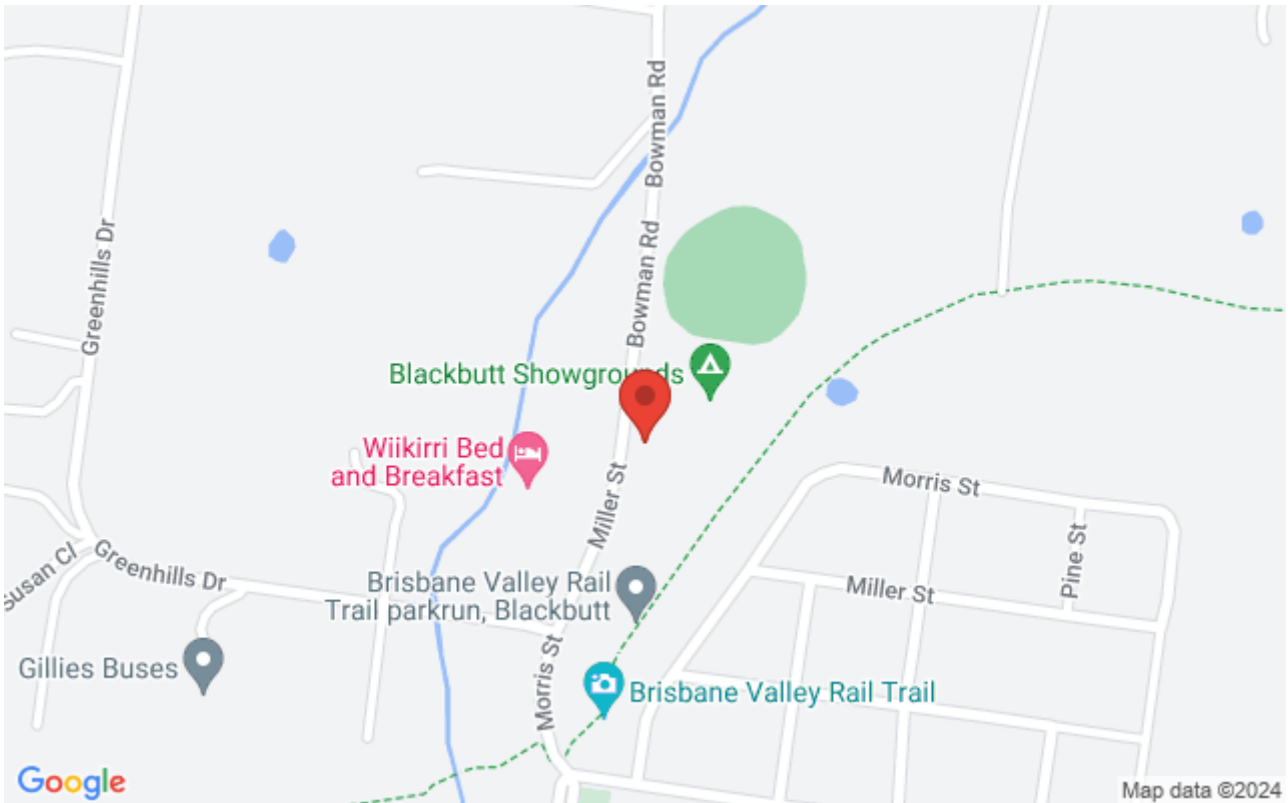 Bowman Rd
Bowman Rd
Greenhills Dr
Blackbutt Showgrounds
Wiikirri Bed
and Breakfast
Miller St
Morris St
Susan Cl
Greenhills Dr
Brisbane Valley Rail
Trail parkrun, Blackbutt
Miller St
Pine St
Gillies Buses
Morris St
Brisbane Valley Rail Trail
Google
Map data ©2024